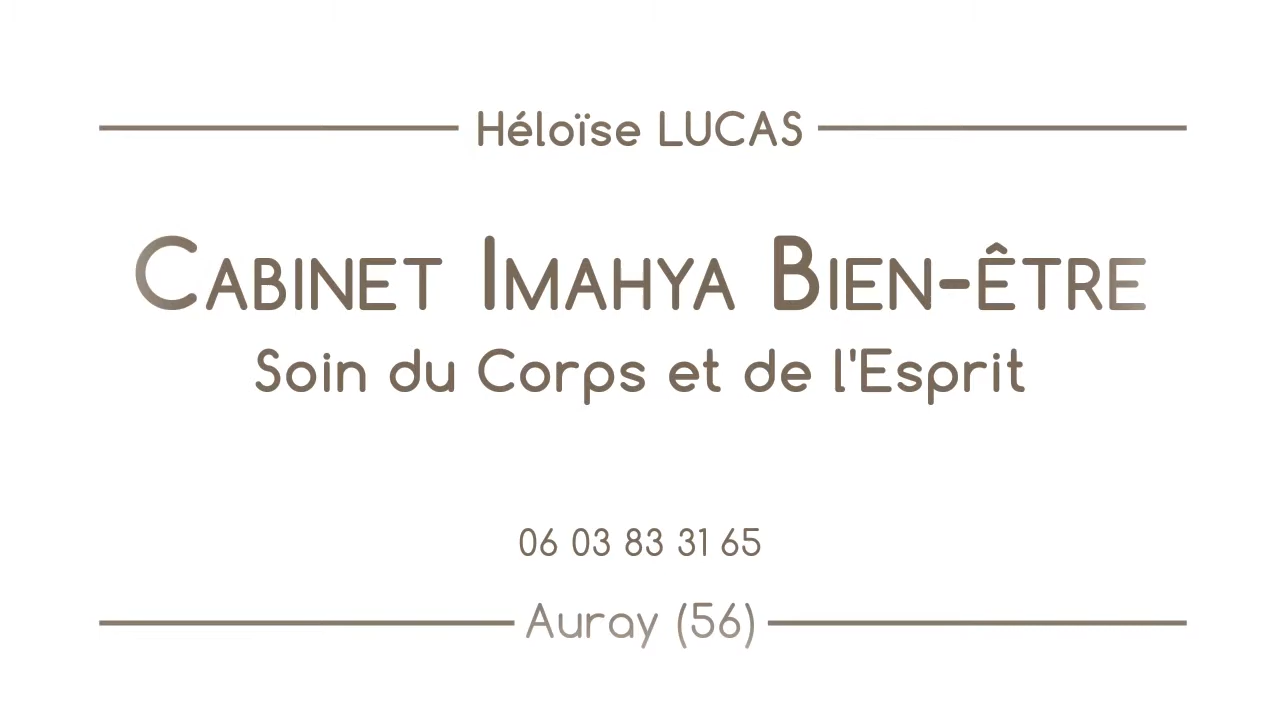 Héloïse LUCAS
Cabinet Imahya Bien-être
Soin du Corps et de l'Esprit
06 03 83 31 65
Auray (56)